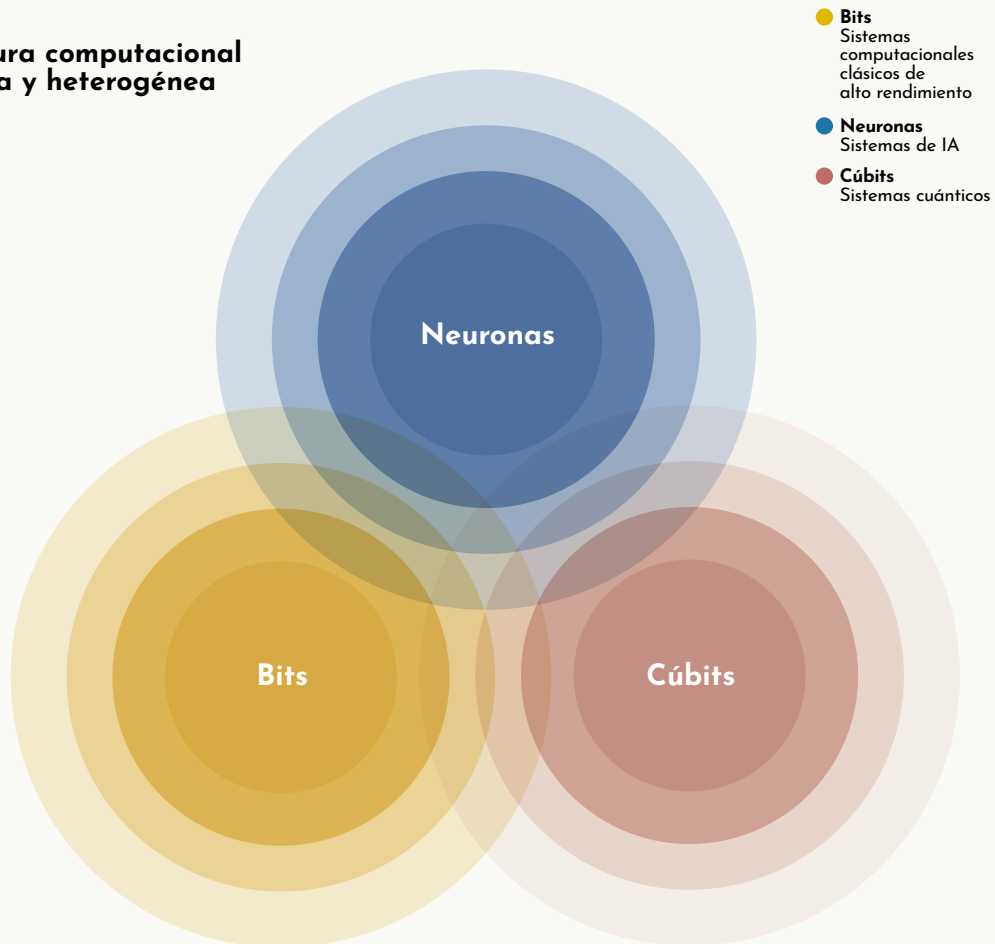 ura computacional
a y heterogénea
Bits
Sistemas
computacionales
clásicos de
alto rendimiento
Neuronas
Sistemas de IA
Cúbits
Sistemas cuánticos
Neuronas
Bits
Cúbits